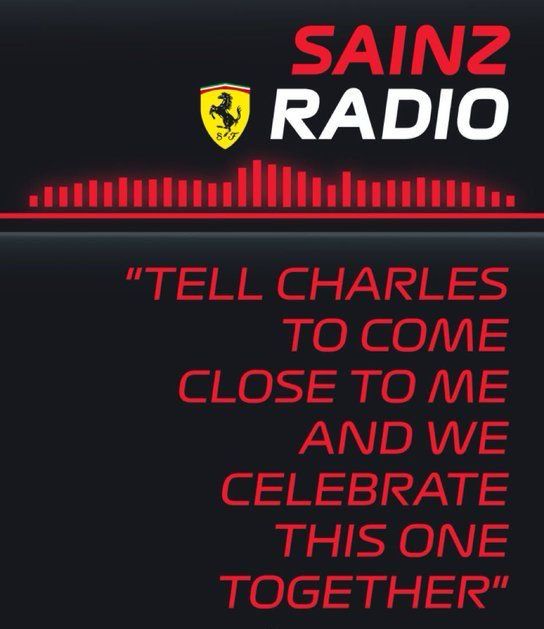 SAINZ
RADIO
S F
"TELL CHARLES
TO COME
CLOSE TO ME
AND WE
CELEBRATE
THIS ONE
TOGETHER"